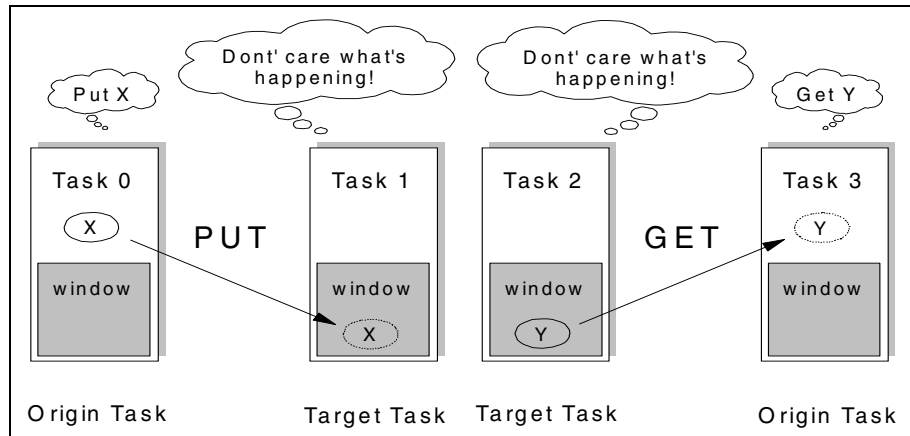 Dont' care what's
happening!
Dont' care what's
happening!
Put X
Get Y
Task 0
Task 1
Task 2
Task 3
X
PUT
GET
Y
window
window
window
window
X
Y
Origin Task
Target Task
Target Task
Origin Task